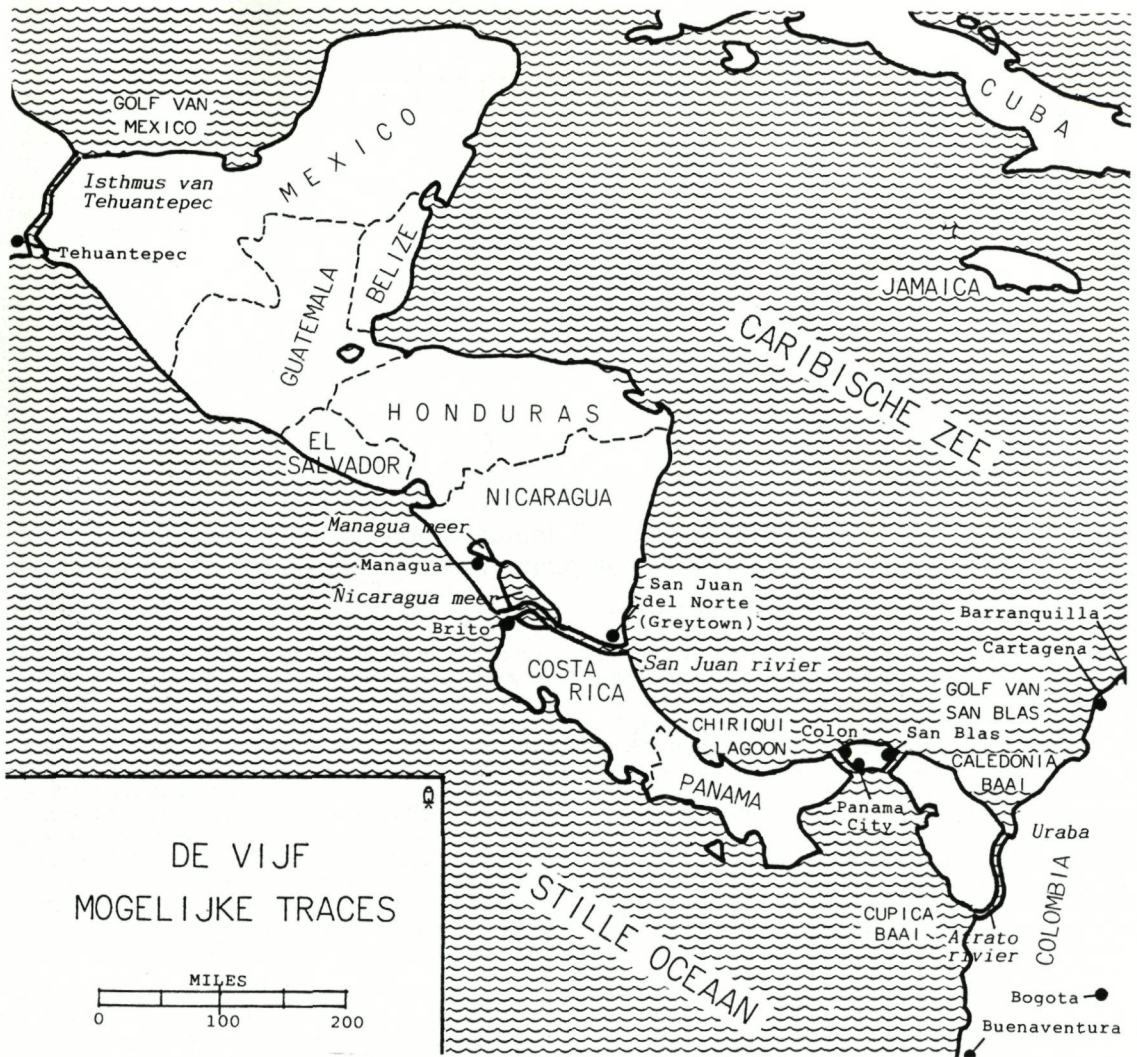 GOLF VAN
MEXICO
CUBA
MEXICO
Isthmus van
Tehuantepec
Tehuantepec
BELIZE
GUATEMALA
JAMAICA
CARIBISCHE ZEE
HONDURAS
EL
SALVADOR
NICARAGUA
Managua meer
Managua
Nicaragua meer
Brito
San Juan
del Norte
(Greytown)
San Juan rivier
COSTA
RICA
Barranquilla
Cartagena
GOLF VAN
SAN BLAS
San Blas
CHIRIQUI
LAGOON
Colon
CALEDONIA
BAAI
PANAMA
Panama
City
Uraba
COLOMBIA
CUPICA
BAAI
Atrato
rivier
STILLE OCEAAN
Bogota
Buenaventura
DE VIJF
MOGELIJKE TRACES
MILES
0 100 200